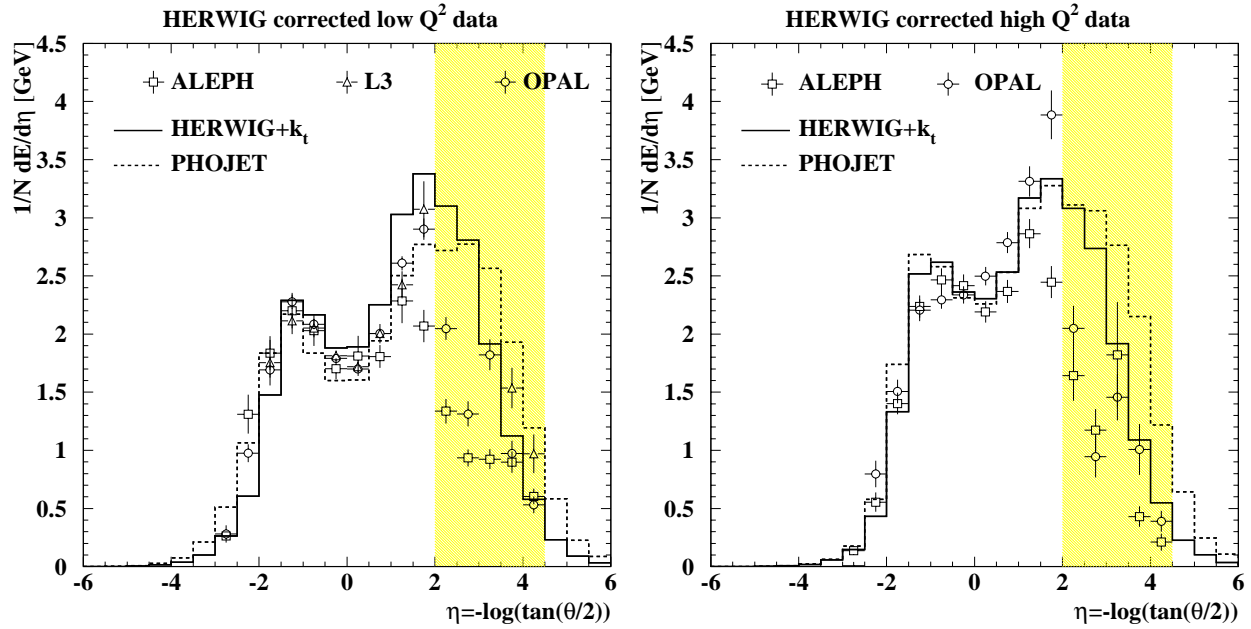 HERWIG corrected low Q² data
1/N dE/dη [GeV]
4.5
4
3.5
3
2.5
2
1.5
1
0.5
0
ALEPH L3 OPAL
HERWIG+kₜ
PHOJET
-6 -4 -2 0 2 4 6
η=-log(tan(θ/2))
HERWIG corrected high Q² data
1/N dE/dη [GeV]
4.5
4
3.5
3
2.5
2
1.5
1
0.5
0
ALEPH OPAL
HERWIG+kₜ
PHOJET
-6 -4 -2 0 2 4 6
η=-log(tan(θ/2))